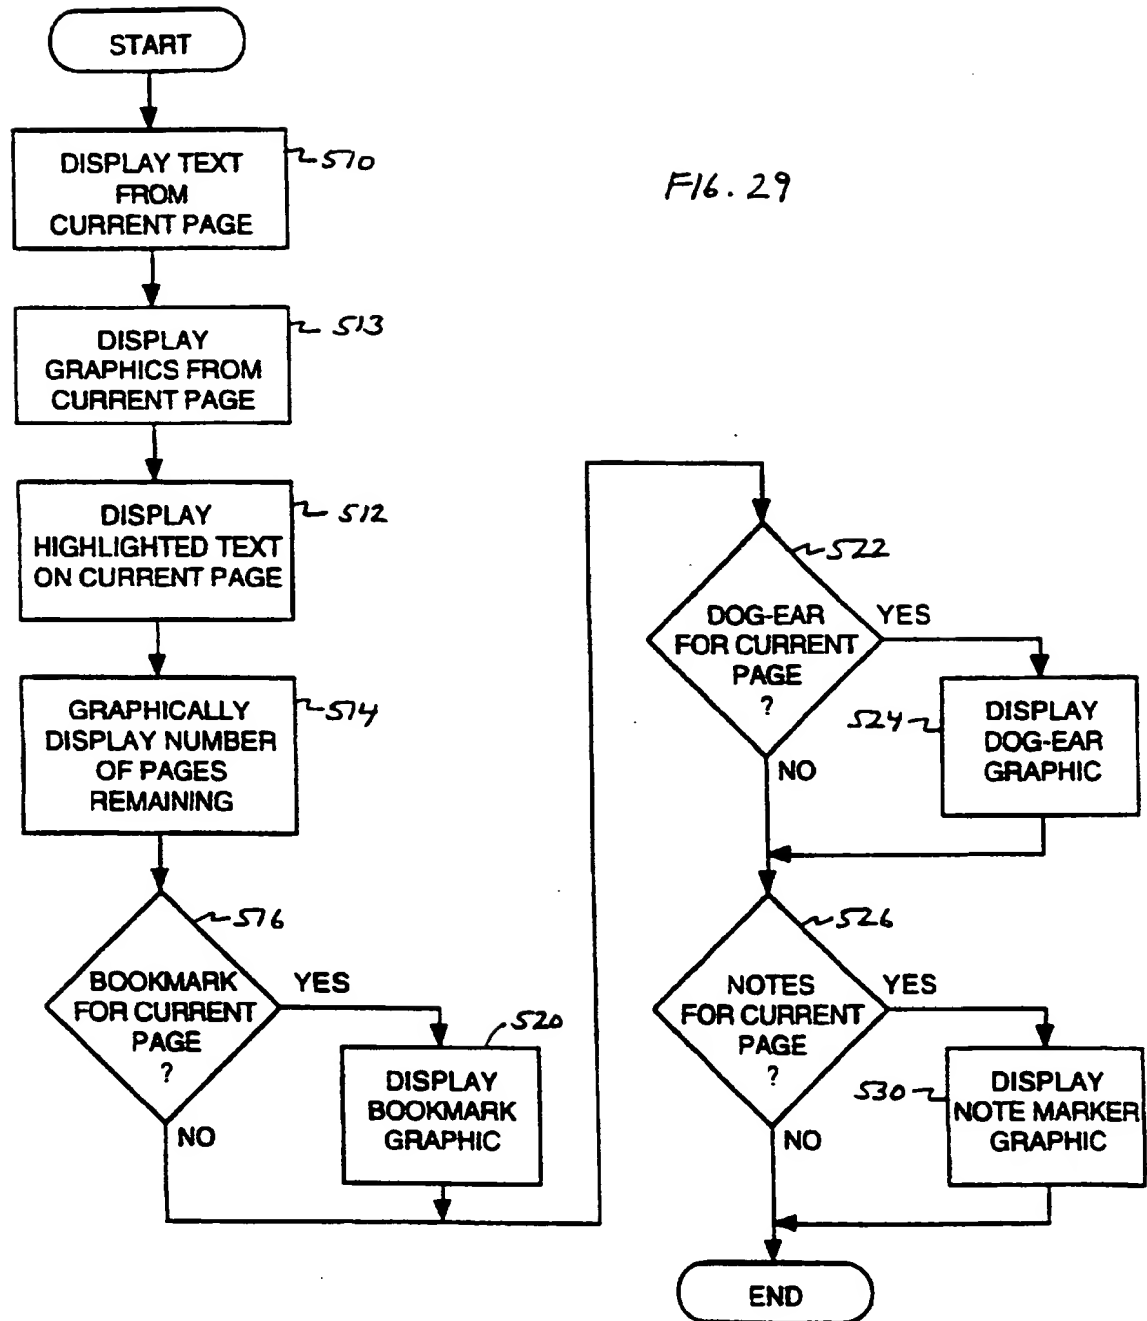 START
DISPLAY TEXT
FROM
CURRENT PAGE
510
FIG. 29
DISPLAY
GRAPHICS FROM
CURRENT PAGE
513
DISPLAY
HIGHLIGHTED TEXT
ON CURRENT PAGE
512
GRAPHICALLY
DISPLAY NUMBER
OF PAGES
REMAINING
514
BOOKMARK
FOR CURRENT
PAGE
?
516
YES
NO
520
DISPLAY
BOOKMARK
GRAPHIC
522
DOG-EAR
FOR CURRENT
PAGE
?
YES
NO
524
DISPLAY
DOG-EAR
GRAPHIC
526
NOTES
FOR CURRENT
PAGE
?
YES
NO
530
DISPLAY
NOTE MARKER
GRAPHIC
END